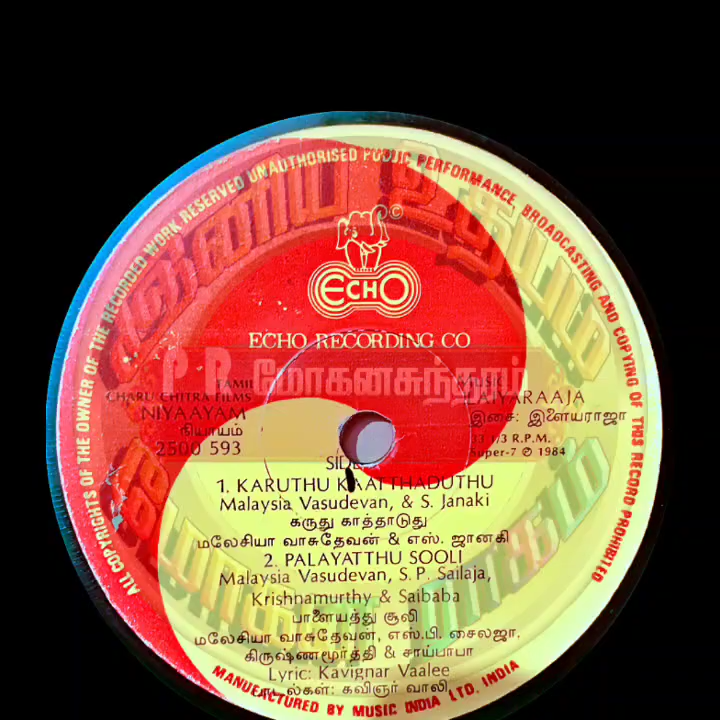 ALL COPYRIGHTS OF THE OWNER OF THE RECORDED WORK RESERVED UNAUTHORISED PUBLIC PERFORMANCE, BROADCASTING AND COPYING OF THIS RECORD PROHIBITED
©
ECHO
ECHO RECORDING CO
P R மோகனசுந்தரம்
TAMIL
CHARU CHITRA FILMS
NIYAAYAM
நியாயம்
2500 593
MUSIC
ILAIYARAAJA
இசை: இளையராஜா
33 1/3 R.P.M.
Super-7 ℗ 1984
SIDE
1. KARUTHU KAATTHADUTHU
Malaysia Vasudevan, & S. Janaki
கருது காத்தாடுது
மலேசியா வாசுதேவன் & எஸ். ஜானகி
2. PALAYATTHU SOOLI
Malaysia Vasudevan, S. P. Sailaja,
Krishnamurthy & Saibaba
பாளையத்து சூலி
மலேசியா வாசுதேவன், எஸ்.பி. சைலஜா,
கிருஷ்ணமூர்த்தி & சாய்பாபா
Lyric: Kavignar Vaalee
பாடல்கள்: கவிஞர் வாலி
MANUFACTURED BY MUSIC INDIA LTD. INDIA